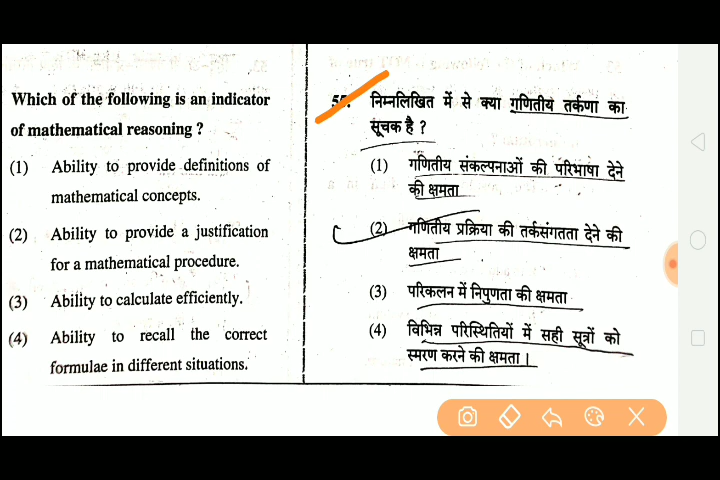 Which of the following is an indicator
of mathematical reasoning ?
(1) Ability to provide definitions of
mathematical concepts.
(2) Ability to provide a justification
for a mathematical procedure.
(3) Ability to calculate efficiently.
(4) Ability to recall the correct
formulae in different situations.
55. निम्नलिखित में से क्या गणितीय तर्कणा का
सूचक है ?
(1) गणितीय संकल्पनाओं की परिभाषा देने
की क्षमता
(2) गणितीय प्रक्रिया की तर्कसंगतता देने की
क्षमता
(3) परिकलन में निपुणता की क्षमता
(4) विभिन्न परिस्थितियों में सही सूत्रों को
स्मरण करने की क्षमता ।